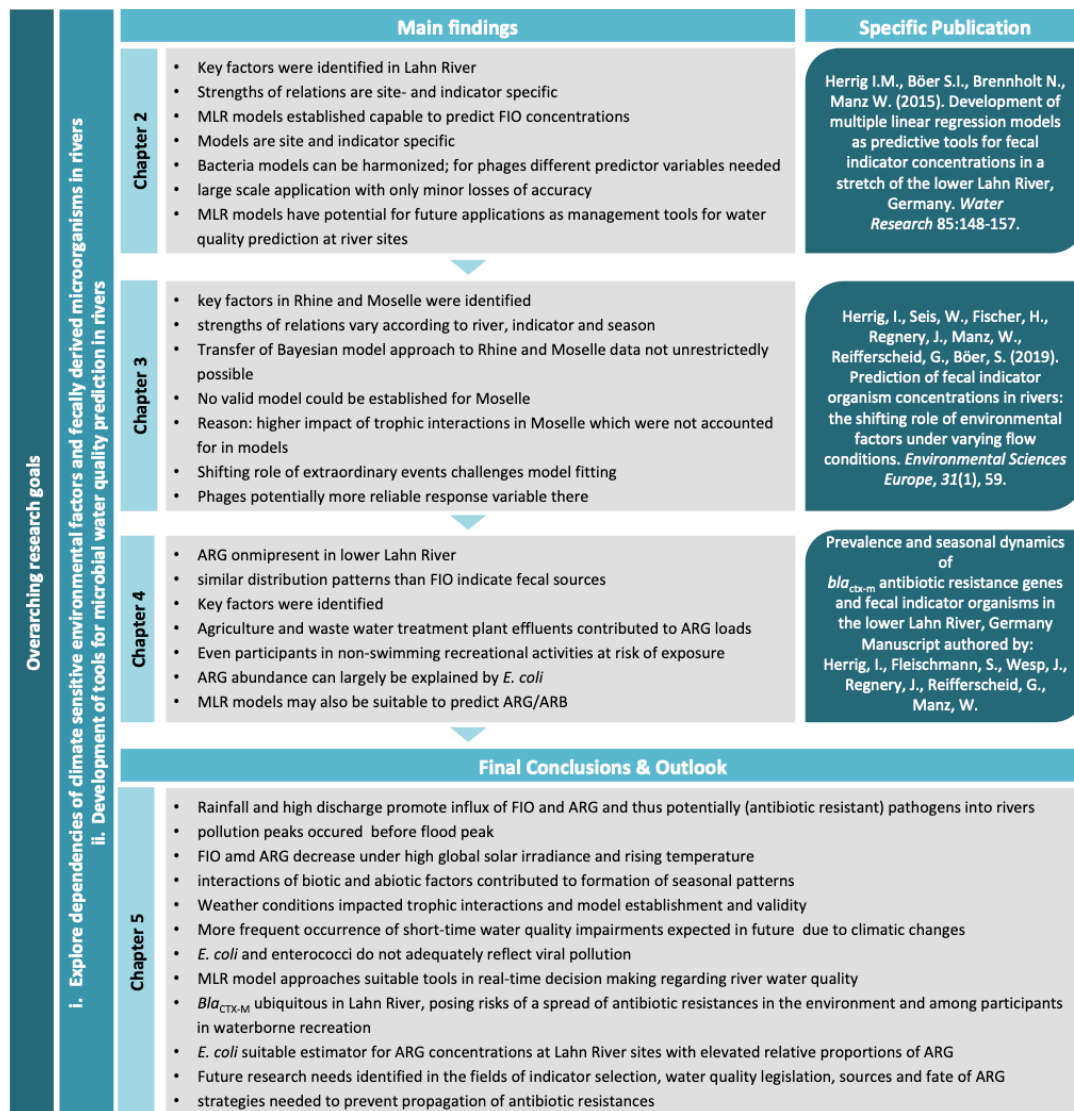 Overarching research goals
i. Explore dependencies of climate sensitive environmental factors and fecally derived microorganisms in rivers
ii. Development of tools for microbial water quality prediction in rivers
Main findings
Specific Publication
Chapter 2
• Key factors were identified in Lahn River
• Strengths of relations are site- and indicator specific
• MLR models established capable to predict FIO concentrations
• Models are site and indicator specific
• Bacteria models can be harmonized; for phages different predictor variables needed
• large scale application with only minor losses of accuracy
• MLR models have potential for future applications as management tools for water
quality prediction at river sites
Herrig I.M., Böer S.I., Brennholt N.,
Manz W. (2015). Development of
multiple linear regression models
as predictive tools for fecal
indicator concentrations in a
stretch of the lower Lahn River,
Germany. Water
Research 85:148-157.
Chapter 3
• key factors in Rhine and Moselle were identified
• strengths of relations vary according to river, indicator and season
• Transfer of Bayesian model approach to Rhine and Moselle data not unrestrictedly
possible
• No valid model could be established for Moselle
• Reason: higher impact of trophic interactions in Moselle which were not accounted
for in models
• Shifting role of extraordinary events challenges model fitting
• Phages potentially more reliable response variable there
Herrig, I., Seis, W., Fischer, H.,
Regnery, J., Manz, W.,
Reifferscheid, G., Böer, S. (2019).
Prediction of fecal indicator
organism concentrations in rivers:
the shifting role of environmental
factors under varying flow
conditions. Environmental Sciences
Europe, 31(1), 59.
Chapter 4
• ARG onmipresent in lower Lahn River
• similar distribution patterns than FIO indicate fecal sources
• Key factors were identified
• Agriculture and waste water treatment plant effluents contributed to ARG loads
• Even participants in non-swimming recreational activities at risk of exposure
• ARG abundance can largely be explained by E. coli
• MLR models may also be suitable to predict ARG/ARB
Prevalence and seasonal dynamics
of
bla ctx-m antibiotic resistance genes
and fecal indicator organisms in
the lower Lahn River, Germany
Manuscript authored by:
Herrig, I., Fleischmann, S., Wesp, J.,
Regnery, J., Reifferscheid, G.,
Manz, W.
Final Conclusions & Outlook
Chapter 5
• Rainfall and high discharge promote influx of FIO and ARG and thus potentially (antibiotic resistant) pathogens into rivers
• pollution peaks occured before flood peak
• FIO amd ARG decrease under high global solar irradiance and rising temperature
• interactions of biotic and abiotic factors contributed to formation of seasonal patterns
• Weather conditions impacted trophic interactions and model establishment and validity
• More frequent occurrence of short-time water quality impairments expected in future due to climatic changes
• E. coli and enterococci do not adequately reflect viral pollution
• MLR model approaches suitable tools in real-time decision making regarding river water quality
• Bla CTX-M ubiquitous in Lahn River, posing risks of a spread of antibiotic resistances in the environment and among participants
in waterborne recreation
• E. coli suitable estimator for ARG concentrations at Lahn River sites with elevated relative proportions of ARG
• Future research needs identified in the fields of indicator selection, water quality legislation, sources and fate of ARG
• strategies needed to prevent propagation of antibiotic resistances